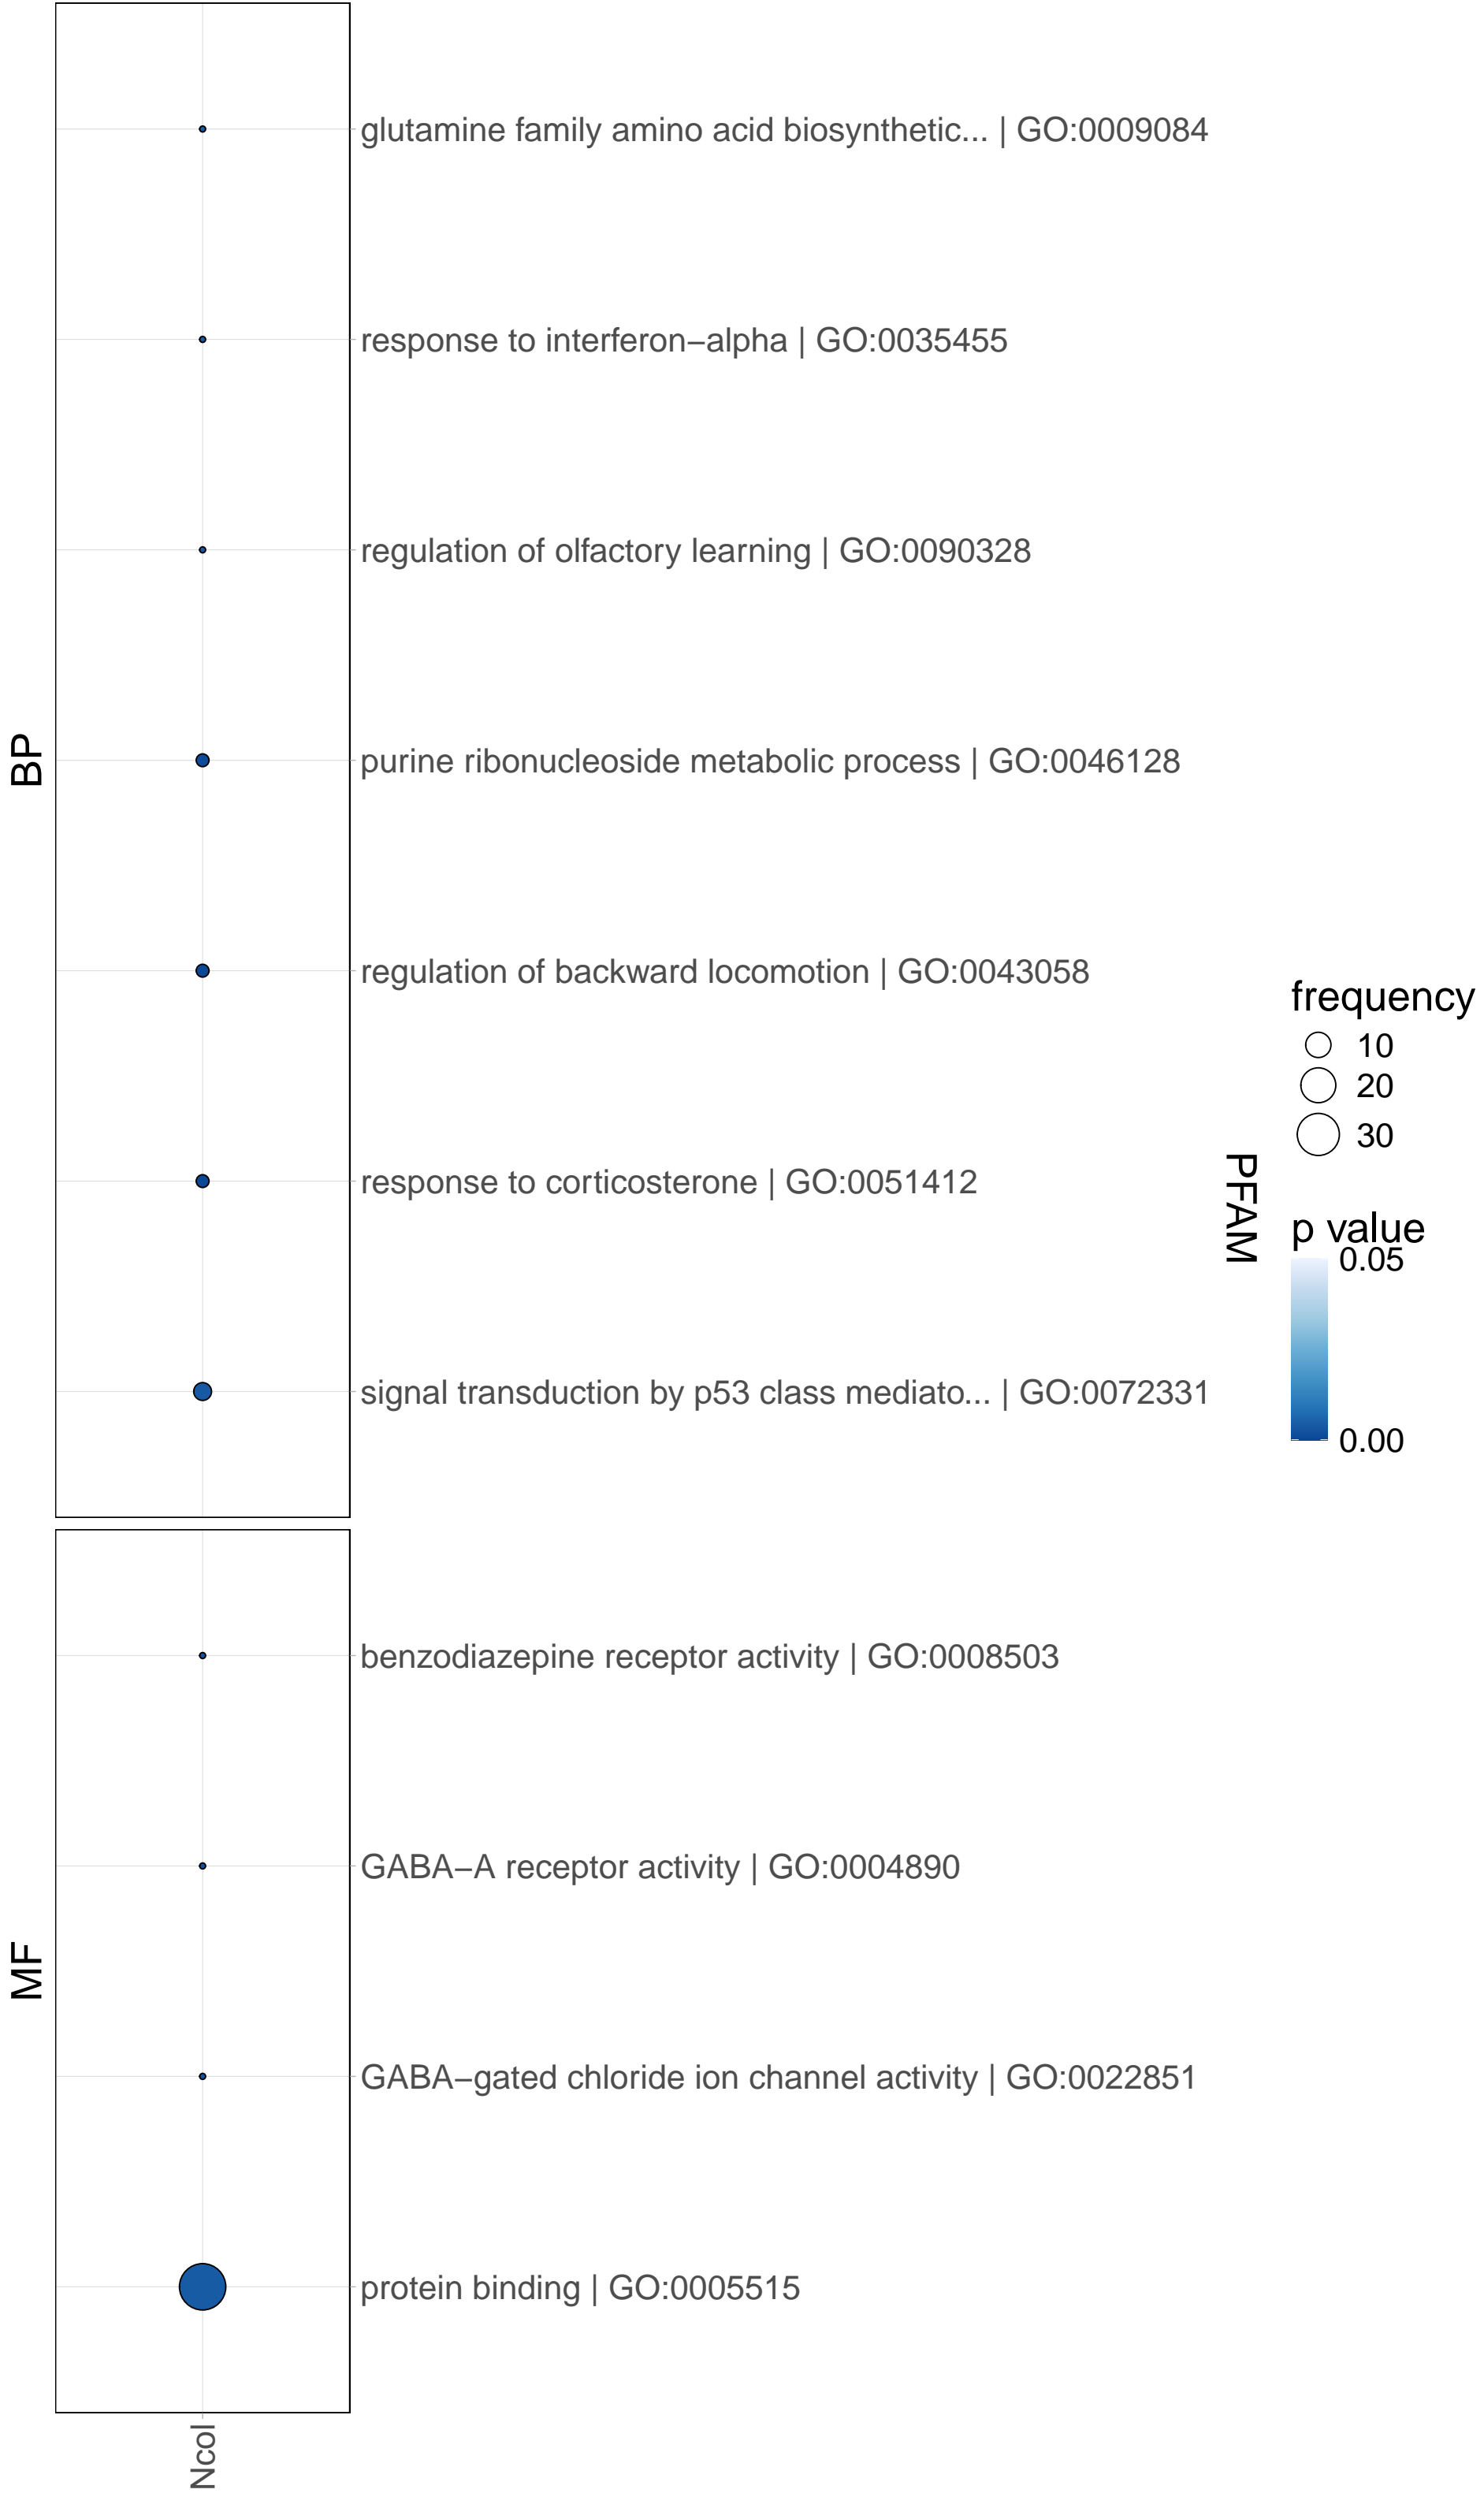 BP
glutamine family amino acid biosynthetic... | GO:0009084
response to interferon−alpha | GO:0035455
regulation of olfactory learning | GO:0090328
purine ribonucleoside metabolic process | GO:0046128
regulation of backward locomotion | GO:0043058
response to corticosterone | GO:0051412
signal transduction by p53 class mediato... | GO:0072331
MF
benzodiazepine receptor activity | GO:0008503
GABA−A receptor activity | GO:0004890
GABA−gated chloride ion channel activity | GO:0022851
protein binding | GO:0005515
Ncol
PFAM
frequency
10
20
30
p value
0.05
0.00